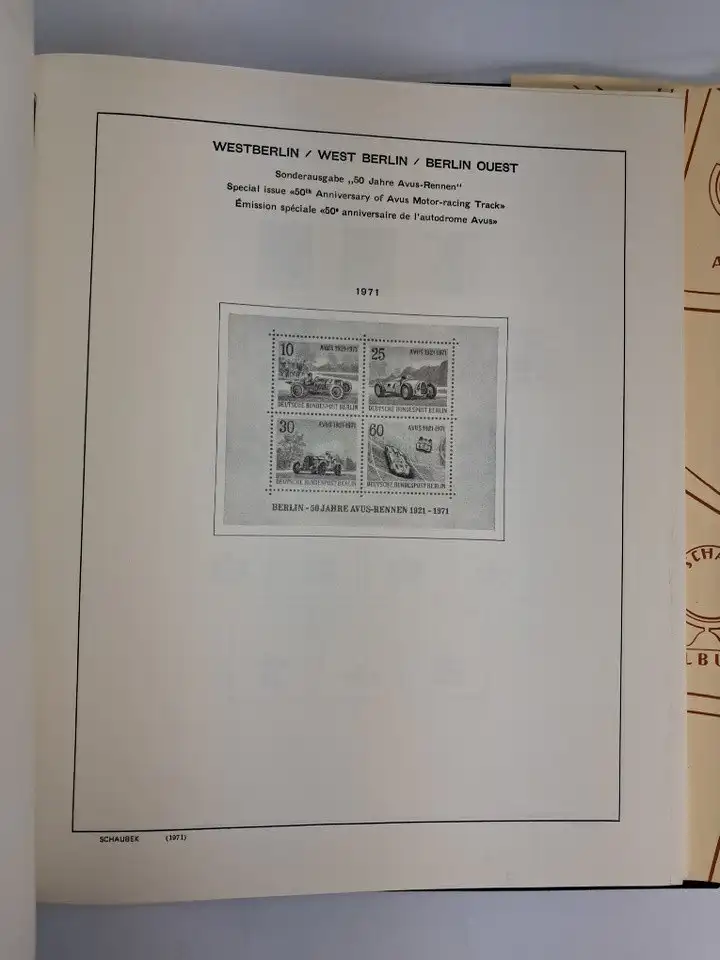 WESTBERLIN / WEST BERLIN / BERLIN OUEST
Sonderausgabe „50 Jahre Avus-Rennen“
Special issue «50th Anniversary of Avus Motor-racing Track»
Émission spéciale «50e anniversaire de l'autodrome Avus»
1971
10 AVUS 1921-1971
DEUTSCHE BUNDESPOST BERLIN
25 AVUS 1921-1971
DEUTSCHE BUNDESPOST BERLIN
30 AVUS 1921-1971
DEUTSCHE BUNDESPOST BERLIN
60 AVUS 1921-1971
DEUTSCHE BUNDESPOST BERLIN
BERLIN - 50 JAHRE AVUS-RENNEN 1921 - 1971
SCHAUBEK (1971)
A
SCHA
LBU